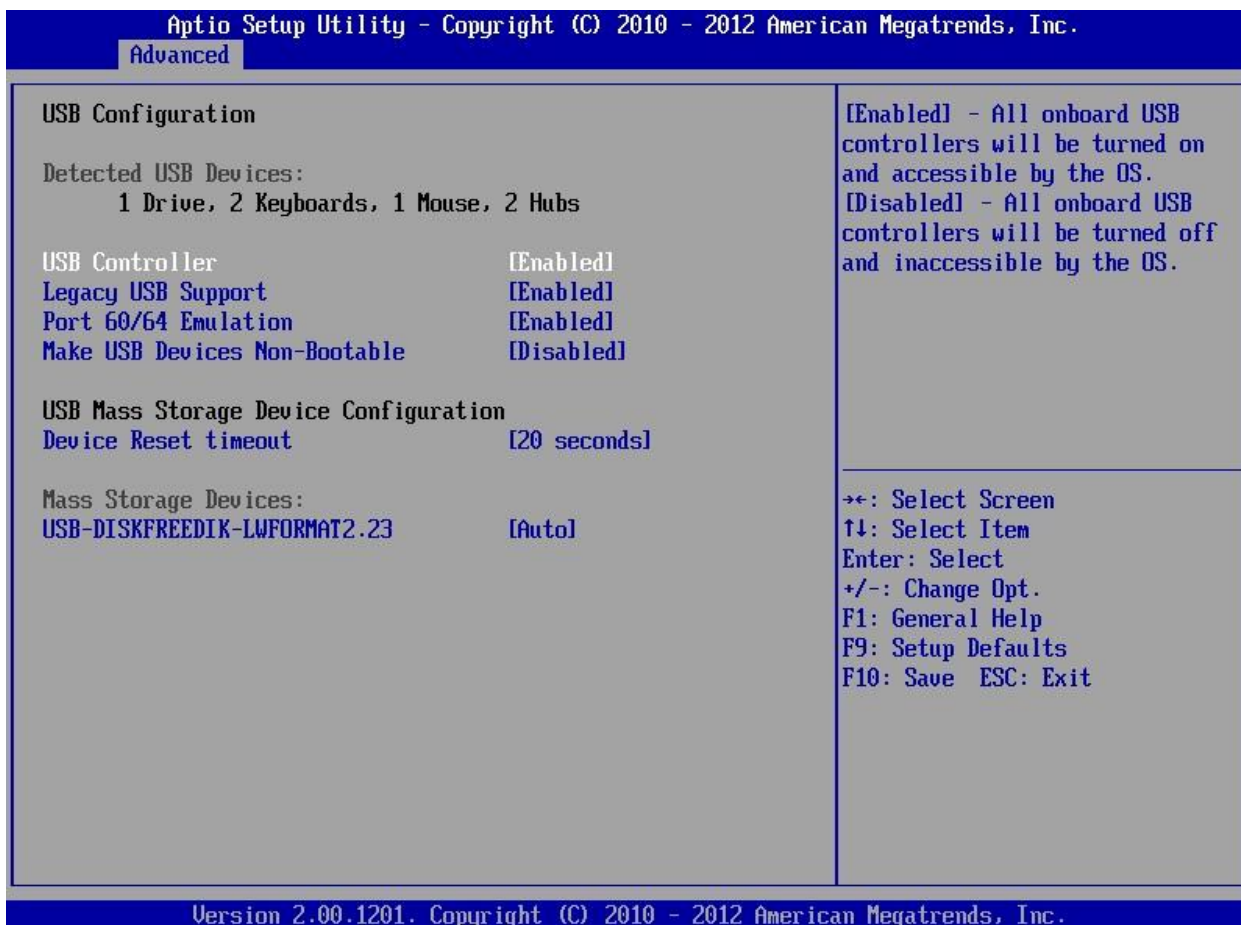 Aptio Setup Utility - Copyright (C) 2010 - 2012 American Megatrends, Inc.
Advanced
USB Configuration
Detected USB Devices:
1 Drive, 2 Keyboards, 1 Mouse, 2 Hubs
USB Controller [Enabled]
Legacy USB Support [Enabled]
Port 60/64 Emulation [Enabled]
Make USB Devices Non-Bootable [Disabled]
USB Mass Storage Device Configuration
Device Reset timeout [20 seconds]
Mass Storage Devices:
USB-DISKFREEDIK-LWFORMAT2.23 [Auto]
[Enabled] - All onboard USB
controllers will be turned on
and accessible by the OS.
[Disabled] - All onboard USB
controllers will be turned off
and inaccessible by the OS.
→←: Select Screen
↑↓: Select Item
Enter: Select
+/-: Change Opt.
F1: General Help
F9: Setup Defaults
F10: Save ESC: Exit
Version 2.00.1201. Copyright (C) 2010 - 2012 American Megatrends, Inc.